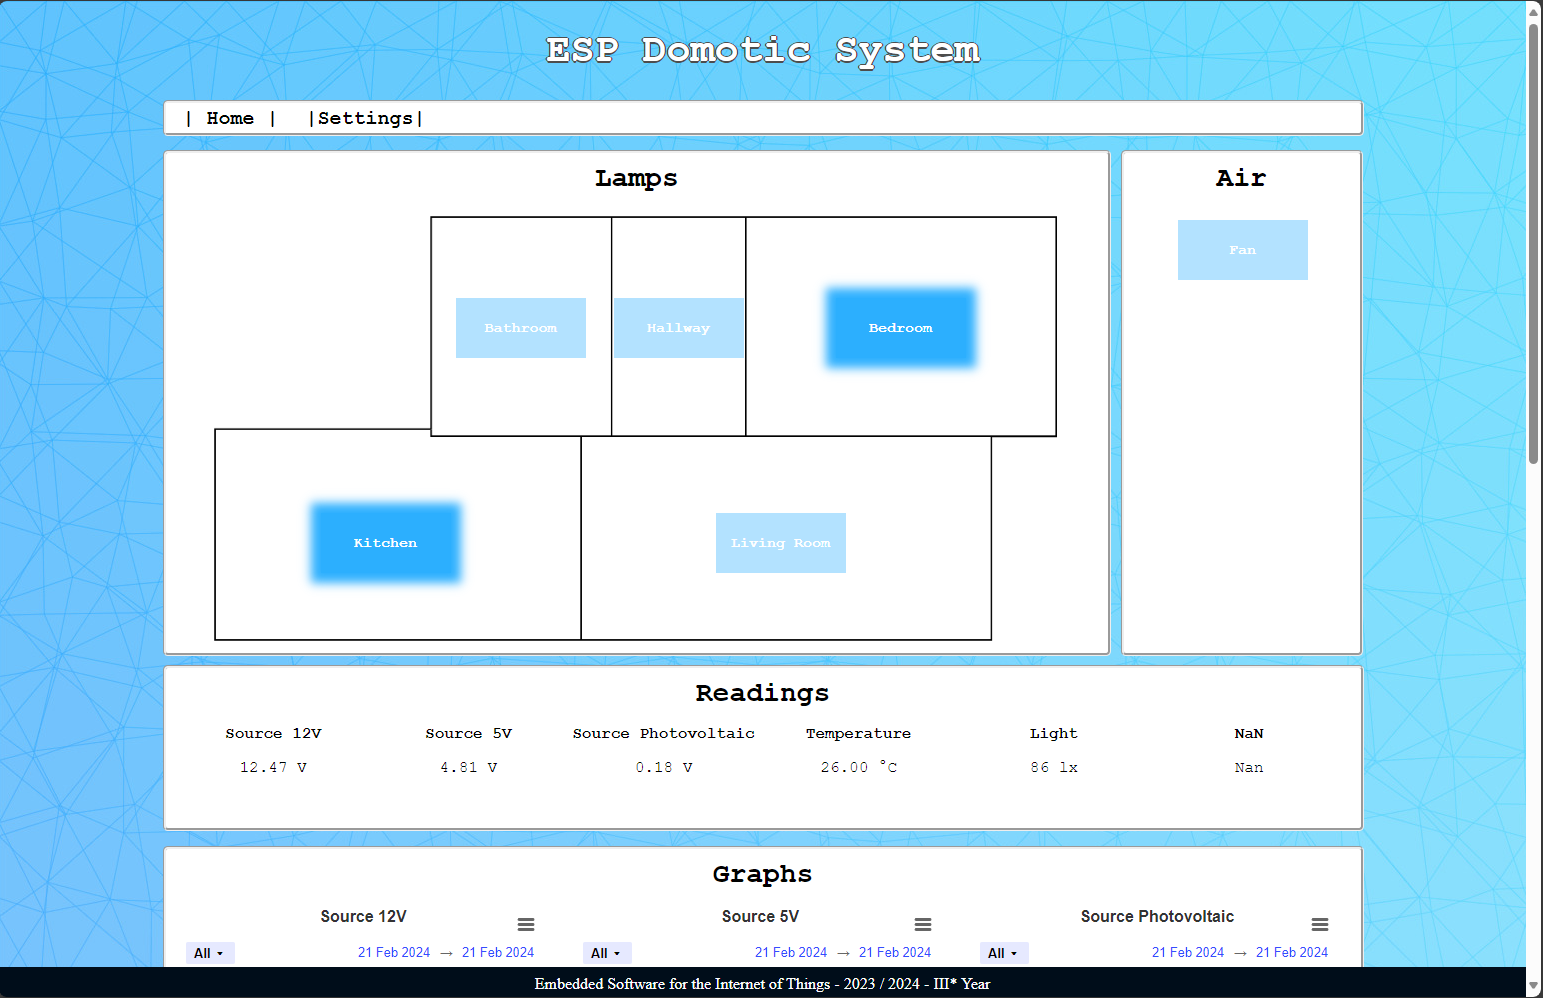 ESP Domotic System
| Home | |Settings|
Lamps
Air
Fan
Bathroom
Hallway
Bedroom
Kitchen
Living Room
Readings
Source 12V Source 5V Source Photovoltaic Temperature Light NaN
12.47 V 4.81 V 0.18 V 26.00 °C 86 lx Nan
Graphs
Source 12V Source 5V Source Photovoltaic
All 21 Feb 2024 → 21 Feb 2024 All 21 Feb 2024 → 21 Feb 2024 All 21 Feb 2024 → 21 Feb 2024
Embedded Software for the Internet of Things - 2023 / 2024 - III* Year